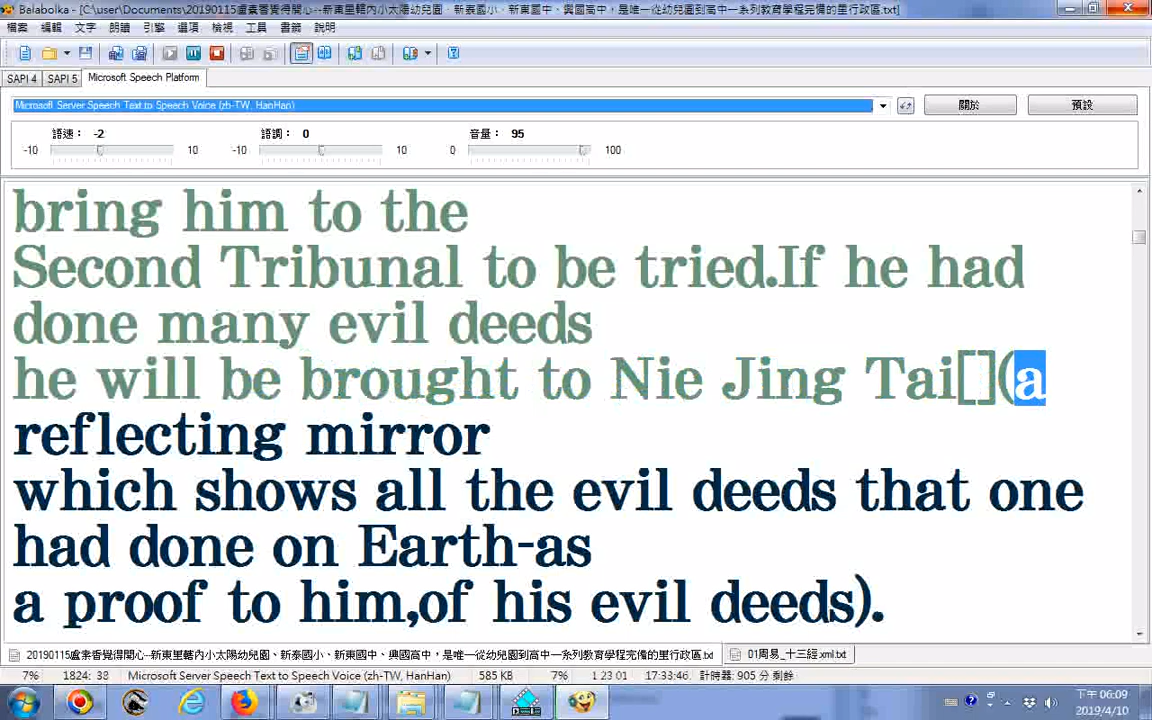 Balabolka - [C:\user\Documents\20190115盧素香覺得開心--新東里轄內小太陽幼兒園、新泰國小、新東國中、興國高中，是唯一從幼兒園到高中一系列教育學程完備的里行政區.txt]
檔案 編輯 文字 朗讀 引擎 選項 檢視 工具 書籤 說明
SAPI 4 SAPI 5 Microsoft Speech Platform
Microsoft Server Speech Text to Speech Voice (zh-TW, HanHan) 關於 預設
語速： -2 語調： 0 音量： 95
-10 10 -10 10 0 100
bring him to the
Second Tribunal to be tried.If he had
done many evil deeds
he will be brought to Nie Jing Tai[](a
reflecting mirror
which shows all the evil deeds that one
had done on Earth-as
a proof to him,of his evil deeds).
20190115盧素香覺得開心--新東里轄內小太陽幼兒園、新泰國小、新東國中、興國高中，是唯一從幼兒園到高中一系列教育學程完備的里行政區.txt 01周易_十三經.xml.txt
7% 1824: 38 Microsoft Server Speech Text to Speech Voice (zh-TW, HanHan) 585 KB 7% 1 23 01 17:33:46 計時器: 905 分 剩餘
下午 06:09
2019/4/10